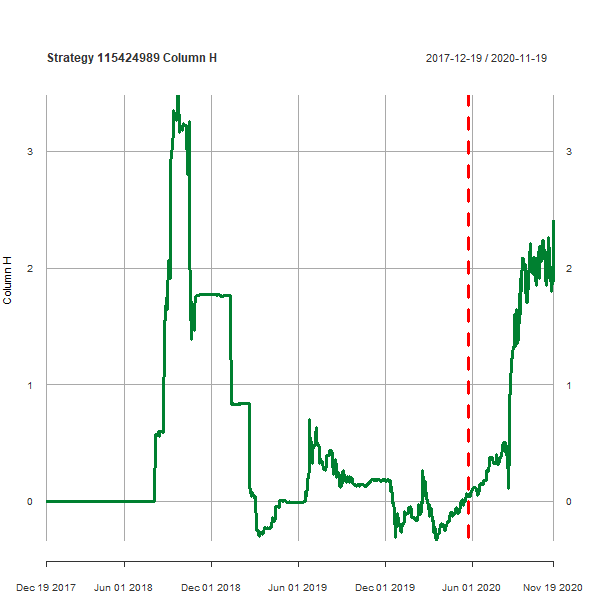 Strategy 115424989 Column H
2017-12-19 / 2020-11-19
Column H
3
3
2
2
1
1
0
0
Dec 19 2017
Jun 01 2018
Dec 01 2018
Jun 01 2019
Dec 01 2019
Jun 01 2020
Nov 19 2020